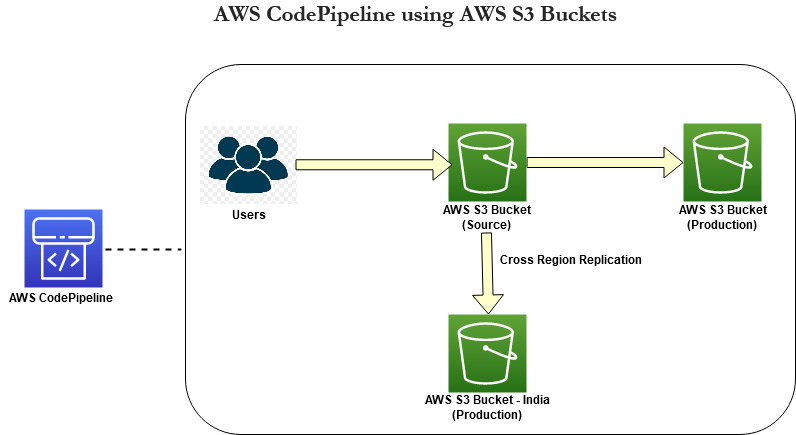 AWS CodePipeline using AWS S3 Buckets
Users
AWS S3 Bucket
(Source)
AWS S3 Bucket
(Production)
AWS CodePipeline
Cross Region Replication
AWS S3 Bucket - India
(Production)